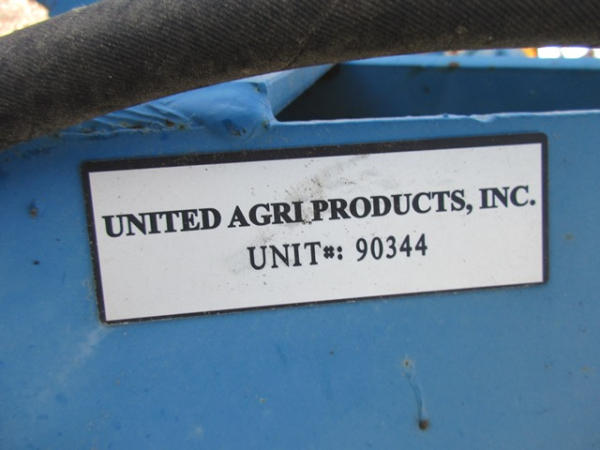 UNITED AGRI PRODUCTS, INC.
UNIT#: 90344